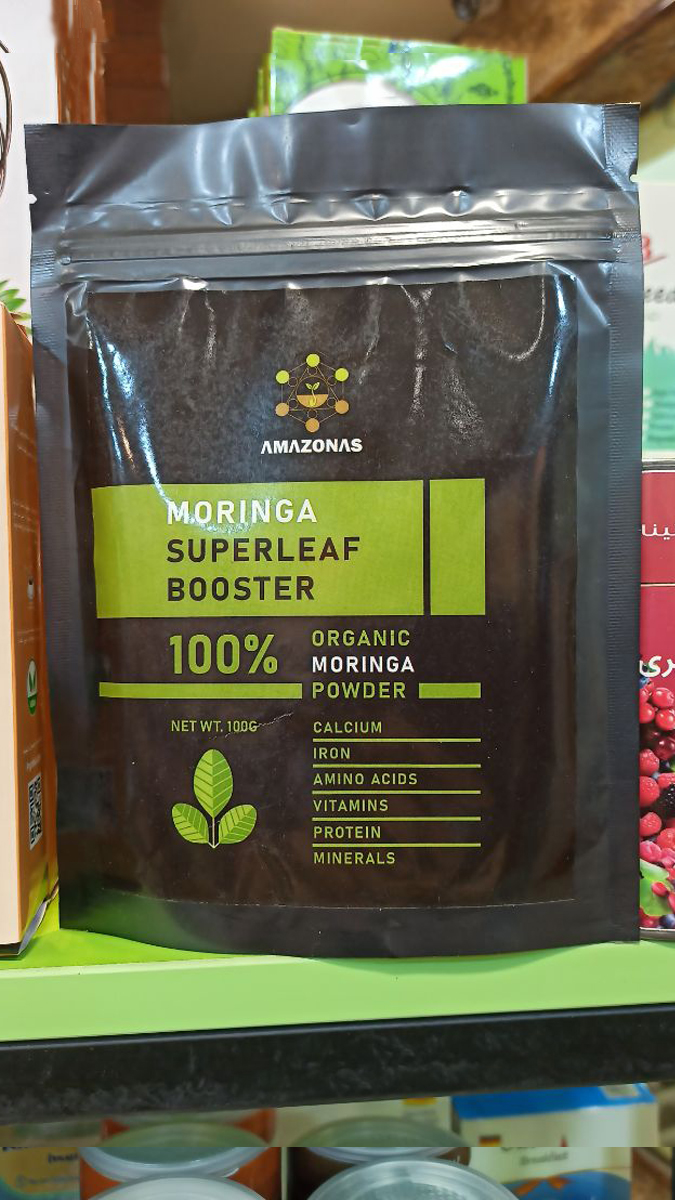 AMAZONAS
MORINGA
SUPERLEAF
BOOSTER
100%
ORGANIC
MORINGA
POWDER
NET WT. 100G
CALCIUM
IRON
AMINO ACIDS
VITAMINS
PROTEIN
MINERALS